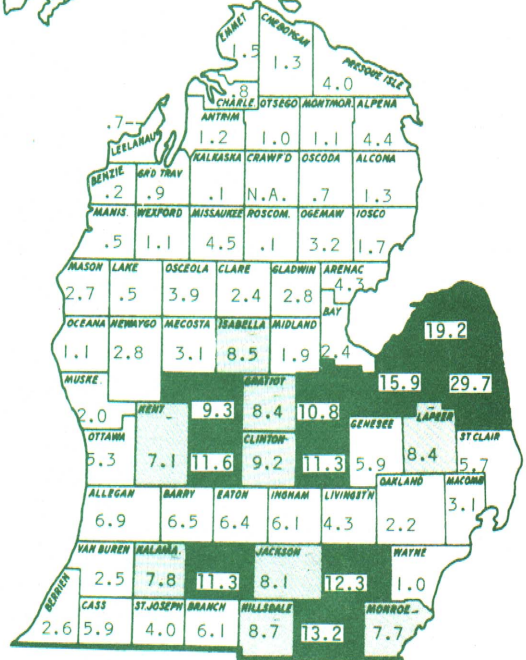 EMMET
1.5
CHEBOYGAN
1.3
PRESQUE ISLE
4.0
.8
CHARLE.
.7
LEELANAU
ANTRIM
1.2
OTSEGO
1.0
MONTMOR.
1.1
ALPENA
4.4
BENZIE
.2
GRD TRAV
.9
KALKASKA
.1
CRAWF'D
N.A.
OSCODA
.7
ALCONA
1.3
MANIS.
.5
WEXFORD
1.1
MISSAUKEE
4.5
ROSCOM.
.1
OGEMAW
3.2
IOSCO
1.7
MASON
2.7
LAKE
.5
OSCEOLA
3.9
CLARE
2.4
GLADWIN
2.8
ARENAC
4.3
OCEANA
1.1
NEWAYGO
2.8
MECOSTA
3.1
ISABELLA
8.5
MIDLAND
1.9
BAY
2.4
19.2
MUSKE.
2.0
KENT
7.1
9.3
GRATIOT
8.4
10.8
15.9
29.7
OTTAWA
5.3
11.6
CLINTON
9.2
11.3
GENESEE
5.9
LAPEER
8.4
ST CLAIR
5.7
ALLEGAN
6.9
BARRY
6.5
EATON
6.4
INGHAM
6.1
LIVINGST'N
4.3
OAKLAND
2.2
MACOMB
3.1
VAN BUREN
2.5
KALAMA.
7.8
11.3
JACKSON
8.1
12.3
WAYNE
1.0
BERRIEN
2.6
CASS
5.9
ST.JOSEPH
4.0
BRANCH
6.1
HILLSDALE
8.7
13.2
MONROE
7.7